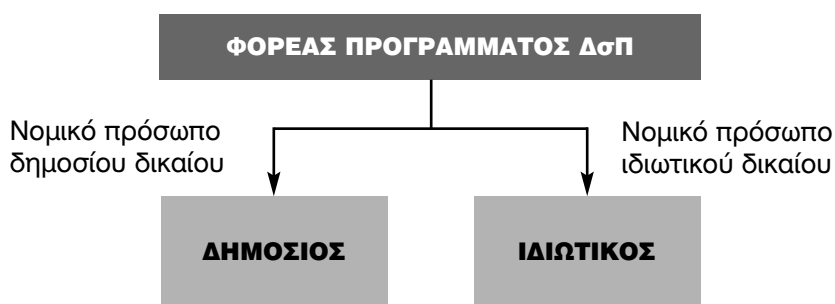 ΦΟΡΕΑΣ ΠΡΟΓΡΑΜΜΑΤΟΣ ΔσΠ
Νομικό πρόσωπο
δημοσίου δικαίου
Νομικό πρόσωπο
ιδιωτικού δικαίου
ΔΗΜΟΣΙΟΣ
ΙΔΙΩΤΙΚΟΣ